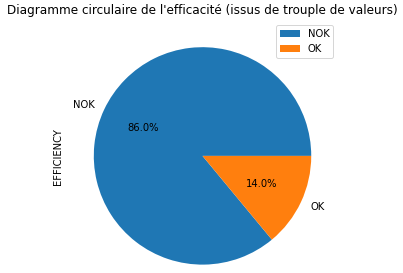 Diagramme circulaire de l'efficacité (issus de trouple de valeurs)
NOK
OK
NOK
86.0%
EFFICIENCY
14.0%
OK